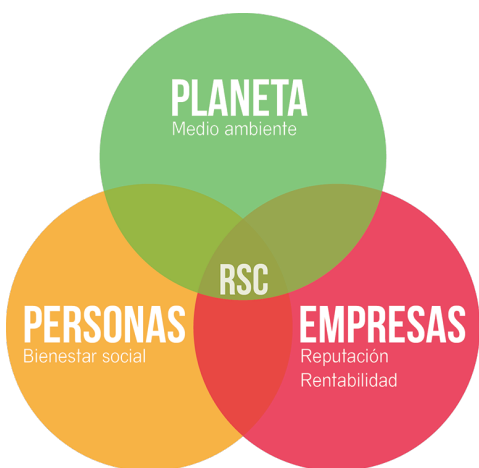 PLANETA
Medio ambiente
RSC
PERSONAS
Bienestar social
EMPRESAS
Reputación
Rentabilidad